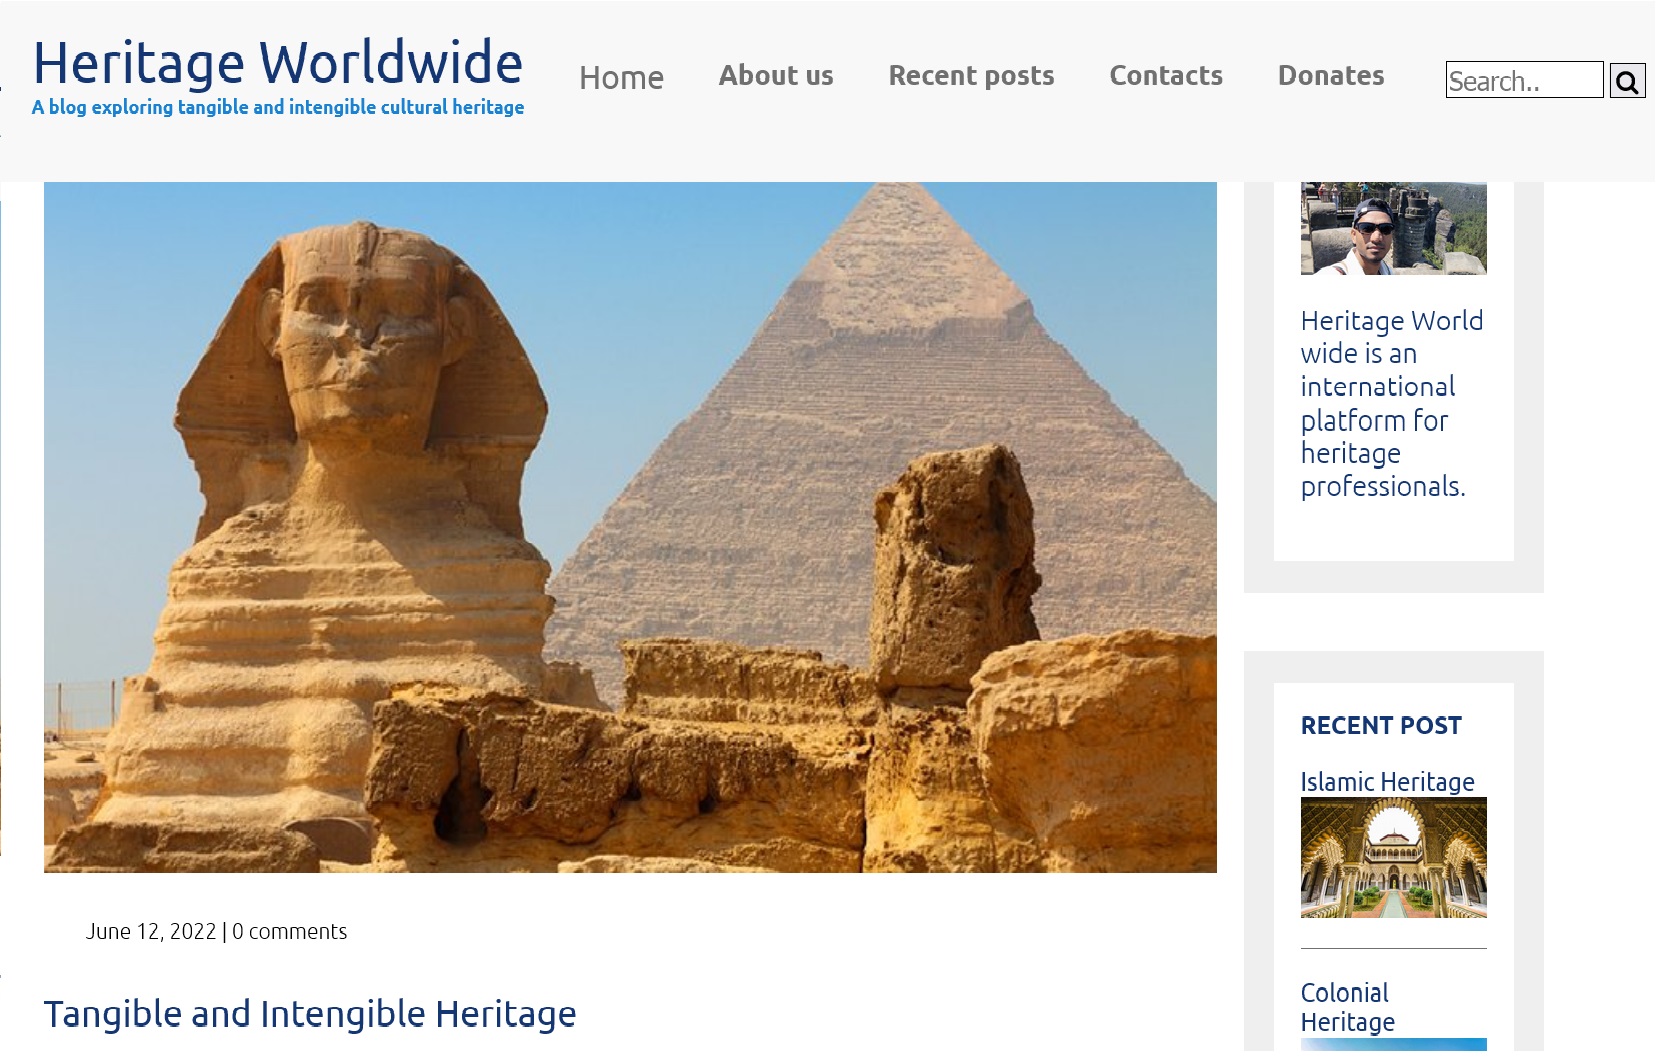 Heritage Worldwide
A blog exploring tangible and intengible cultural heritage
Home
About us
Recent posts
Contacts
Donates
Search..
Heritage World
wide is an
international
platform for
heritage
professionals.
RECENT POST
Islamic Heritage
Colonial
Heritage
June 12, 2022 | 0 comments
Tangible and Intengible Heritage